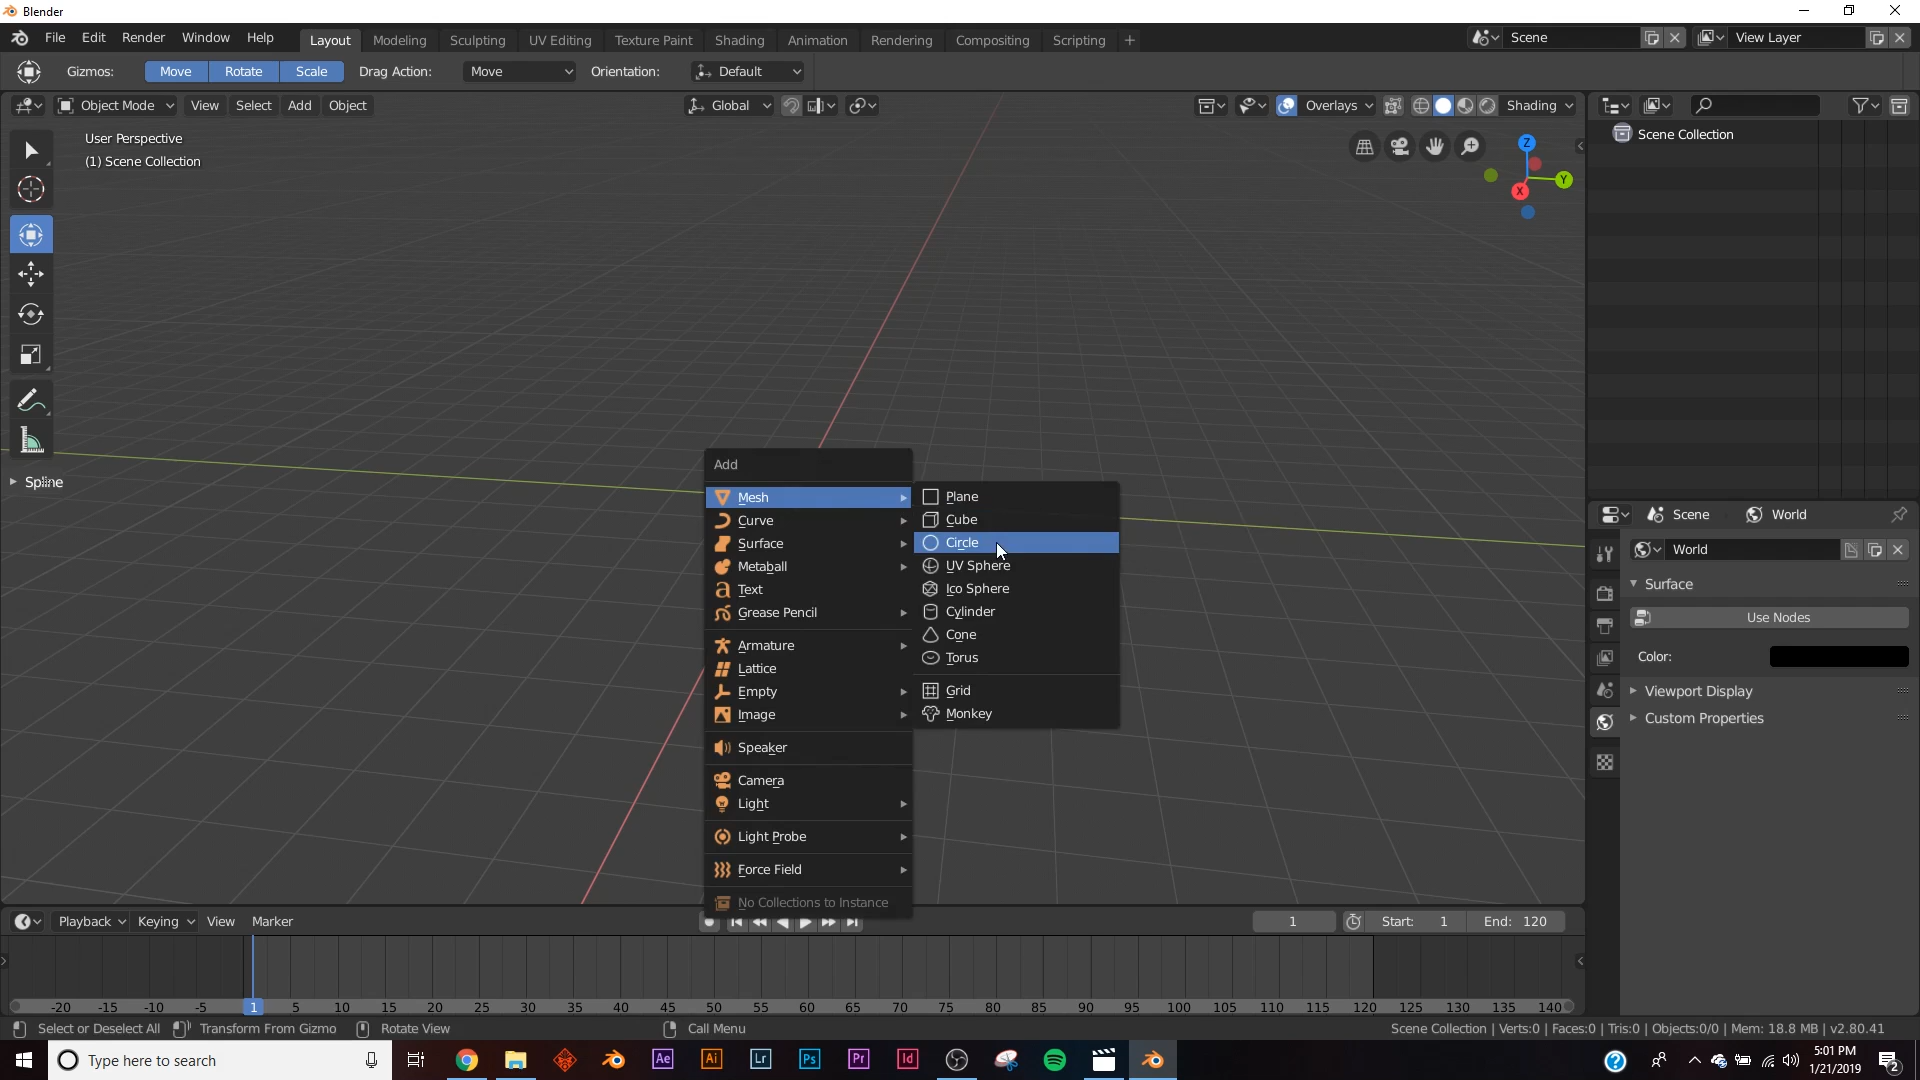 Blender
File Edit Render Window Help Layout Modeling Sculpting UV Editing Texture Paint Shading Animation Rendering Compositing Scripting + Scene View Layer
Gizmos: Move Rotate Scale Drag Action: Move Orientation: Default
Object Mode View Select Add Object Global Overlays Shading
User Perspective
(1) Scene Collection
Z
Y
X
Scene Collection
Spline
Add
Mesh
Curve
Surface
Metaball
Text
Grease Pencil
Armature
Lattice
Empty
Image
Speaker
Camera
Light
Light Probe
Force Field
No Collections to Instance
Plane
Cube
Circle
UV Sphere
Ico Sphere
Cylinder
Cone
Torus
Grid
Monkey
Scene World
World
Surface
Use Nodes
Color:
Viewport Display
Custom Properties
Playback Keying View Marker 1 Start: 1 End: 120
-20 -15 -10 -5 1 5 10 15 20 25 30 35 40 45 50 55 60 65 70 75 80 85 90 95 100 105 110 115 120 125 130 135 140
Select or Deselect All Transform From Gizmo Rotate View Call Menu Scene Collection | Verts:0 | Faces:0 | Tris:0 | Objects:0/0 | Mem: 18.8 MB | v2.80.41
Type here to search Ae Ai Lr Ps Pr Id 5:01 PM
1/21/2019
2